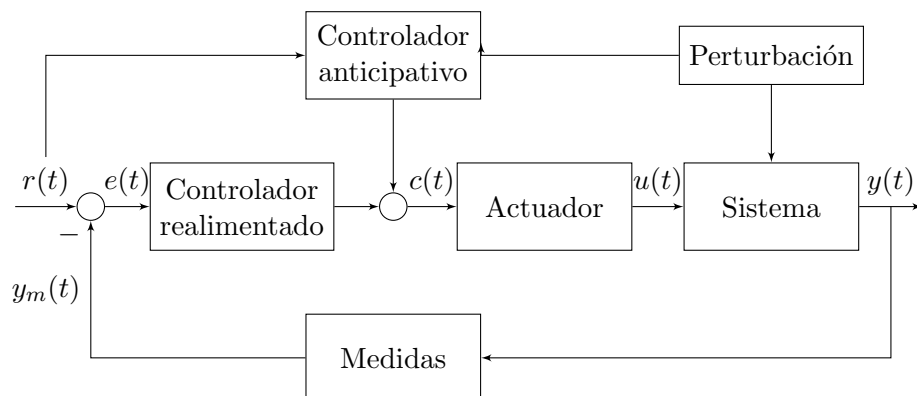 Controlador
anticipativo
Perturbación
r(t)
e(t)
Controlador
realimentado
c(t)
Actuador
u(t)
Sistema
y(t)
−
y_m(t)
Medidas